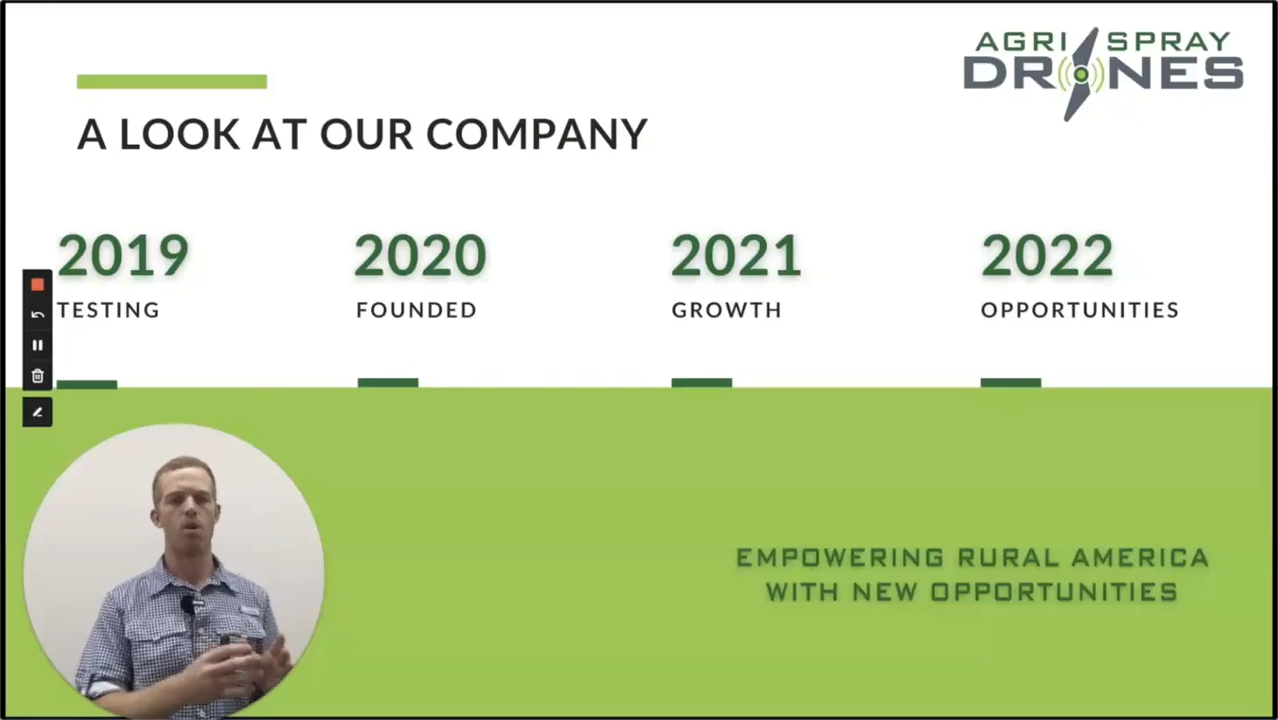 AGRI SPRAY
DRONES
A LOOK AT OUR COMPANY
2019
TESTING
2020
FOUNDED
2021
GROWTH
2022
OPPORTUNITIES
EMPOWERING RURAL AMERICA
WITH NEW OPPORTUNITIES